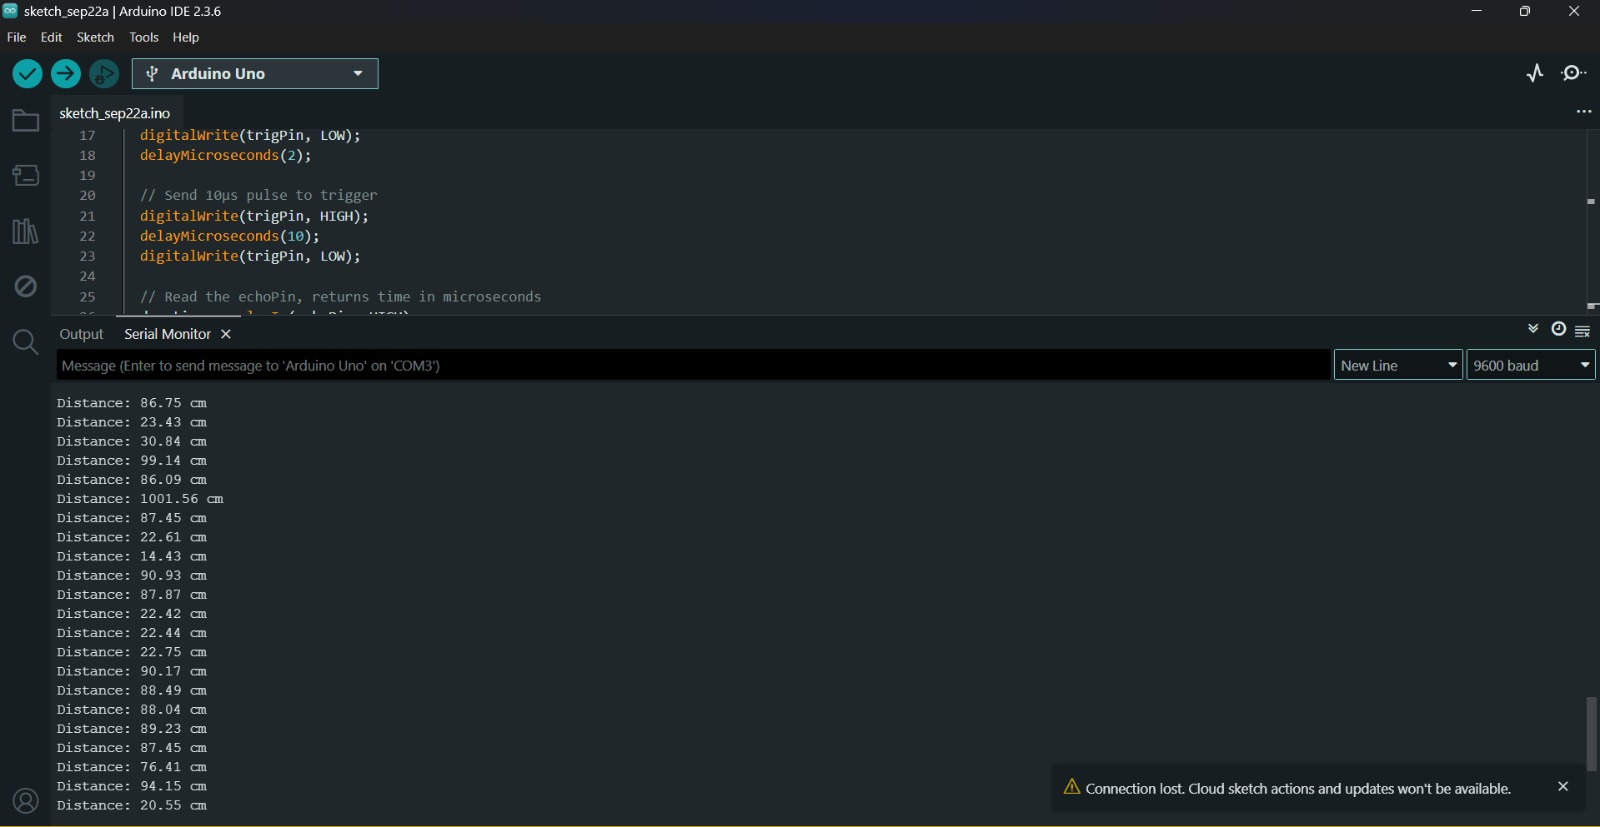 sketch_sep22a | Arduino IDE 2.3.6
File Edit Sketch Tools Help
Arduino Uno
sketch_sep22a.ino
17 digitalWrite(trigPin, LOW);
18 delayMicroseconds(2);
19
20 // Send 10µs pulse to trigger
21 digitalWrite(trigPin, HIGH);
22 delayMicroseconds(10);
23 digitalWrite(trigPin, LOW);
24
25 // Read the echoPin, returns time in microseconds
Output Serial Monitor
Message (Enter to send message to 'Arduino Uno' on 'COM3') New Line 9600 baud
Distance: 86.75 cm
Distance: 23.43 cm
Distance: 30.84 cm
Distance: 99.14 cm
Distance: 86.09 cm
Distance: 1001.56 cm
Distance: 87.45 cm
Distance: 22.61 cm
Distance: 14.43 cm
Distance: 90.93 cm
Distance: 87.87 cm
Distance: 22.42 cm
Distance: 22.44 cm
Distance: 22.75 cm
Distance: 90.17 cm
Distance: 88.49 cm
Distance: 88.04 cm
Distance: 89.23 cm
Distance: 87.45 cm
Distance: 76.41 cm
Distance: 94.15 cm
Distance: 20.55 cm
Connection lost. Cloud sketch actions and updates won't be available.